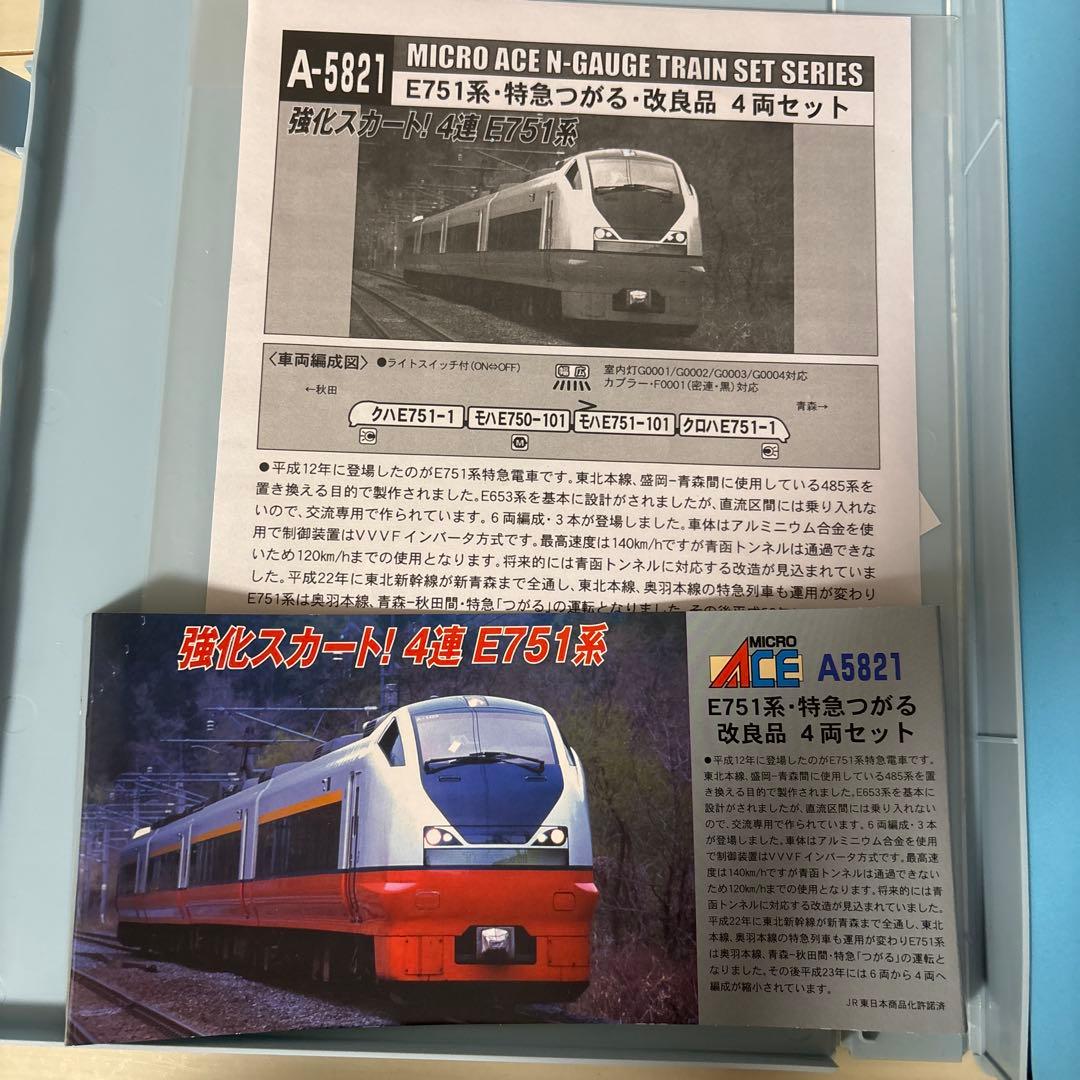 A-5821
MICRO ACE N-GAUGE TRAIN SET SERIES
E751系・特急つがる・改良品 4両セット
強化スカート! 4連 E751系
〈車両編成図〉 ●ライトスイッチ付(ON⇔OFF)
幅広
室内灯G0001/G0002/G0003/G0004対応
カプラー・F0001(密連・黒)対応
←秋田
青森→
クハE751-1 モハE750-101 モハE751-101 クロハE751-1
M
●平成12年に登場したのがE751系特急電車です。東北本線、盛岡-青森間に使用している485系を
置き換える目的で製作されました。E653系を基本に設計がされましたが、直流区間には乗り入れな
いので、交流専用で作られています。6両編成・3本が登場しました。車体はアルミニウム合金を使
用で制御装置はVVVFインバータ方式です。最高速度は140km/hですが青函トンネルは通過できな
いため120km/hまでの使用となります。将来的には青函トンネルに対応する改造が見込まれていま
した。平成22年に東北新幹線が新青森まで全通し、東北本線、奥羽本線の特急列車も運用が変わり
E751系は奥羽本線、青森-秋田間・特急「つがる」の運転となりました。その後平成
強化スカート! 4連 E751系
MICRO
ACE A5821
E751系・特急つがる
改良品 4両セット
●平成12年に登場したのがE751系特急電車です。
東北本線、盛岡-青森間に使用している485系を置
き換える目的で製作されました。E653系を基本に
設計がされましたが、直流区間には乗り入れない
ので、交流専用で作られています。6両編成・3本
が登場しました。車体はアルミニウム合金を使用
で制御装置はVVVFインバータ方式です。最高速
度は140km/hですが青函トンネルは通過できない
ため120km/hまでの使用となります。将来的には青
函トンネルに対応する改造が見込まれていました。
平成22年に東北新幹線が新青森まで全通し、東北
本線、奥羽本線の特急列車も運用が変わりE751系
は奥羽本線、青森-秋田間・特急「つがる」の運転と
なりました。その後平成23年には6両から4両へ
編成が縮小されています。
JR東日本商品化許諾済